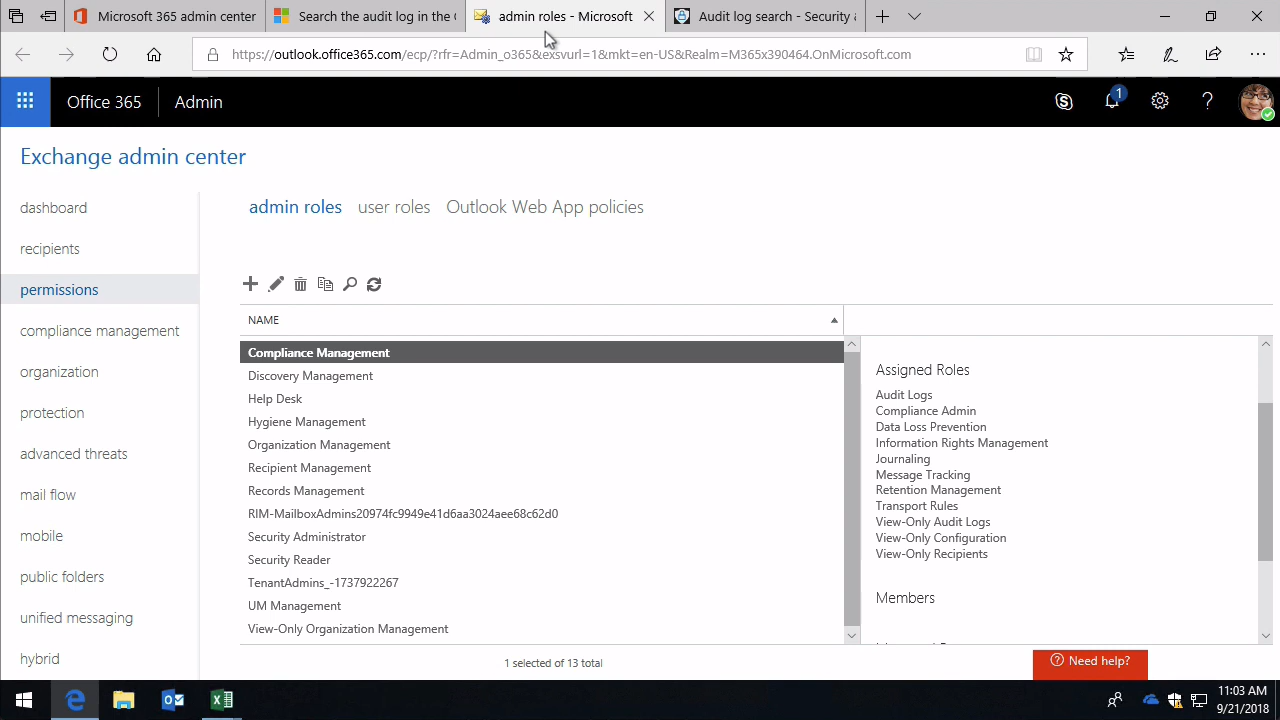 Microsoft 365 admin center
Search the audit log in the
admin roles - Microsoft
Audit log search - Security &
https://outlook.office365.com/ecp/?rfr=Admin_o365&exsvurl=1&mkt=en-US&Realm=M365x390464.OnMicrosoft.com
Office 365
Admin
1
?
Exchange admin center
dashboard
recipients
permissions
compliance management
organization
protection
advanced threats
mail flow
mobile
public folders
unified messaging
hybrid
admin roles
user roles
Outlook Web App policies
NAME
Compliance Management
Discovery Management
Help Desk
Hygiene Management
Organization Management
Recipient Management
Records Management
RIM-MailboxAdmins20974fc9949e41d6aa3024aee68c62d0
Security Administrator
Security Reader
TenantAdmins_-1737922267
UM Management
View-Only Organization Management
1 selected of 13 total
Assigned Roles
Audit Logs
Compliance Admin
Data Loss Prevention
Information Rights Management
Journaling
Message Tracking
Retention Management
Transport Rules
View-Only Audit Logs
View-Only Configuration
View-Only Recipients
Members
Need help?
11:03 AM
9/21/2018